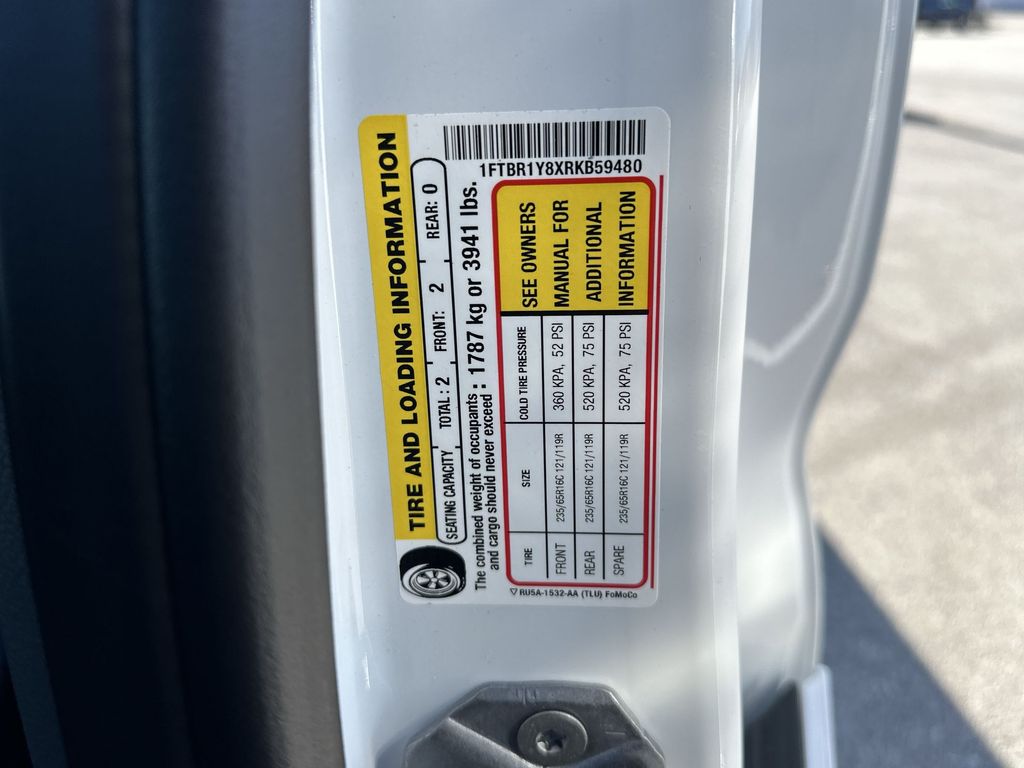 1FTBR1Y8XRKB59480
TIRE AND LOADING INFORMATION
SEATING CAPACITY TOTAL : 2 FRONT: 2 REAR: 0
The combined weight of occupants
and cargo should never exceed : 1787 kg or 3941 lbs.
TIRE SIZE COLD TIRE PRESSURE
FRONT 235/65R16C 121/119R 360 KPA, 52 PSI
REAR 235/65R16C 121/119R 520 KPA, 75 PSI
SPARE 235/65R16C 121/119R 520 KPA, 75 PSI
SEE OWNERS
MANUAL FOR
ADDITIONAL
INFORMATION
▽ RU5A-1532-AA (TLU) FoMoCo